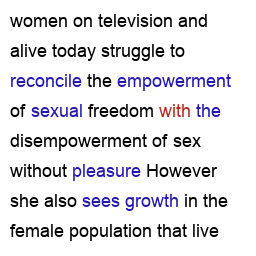 women on television and
alive today struggle to
reconcile the empowerment
of sexual freedom with the
disempowerment of sex
without pleasure However
she also sees growth in the
female population that live